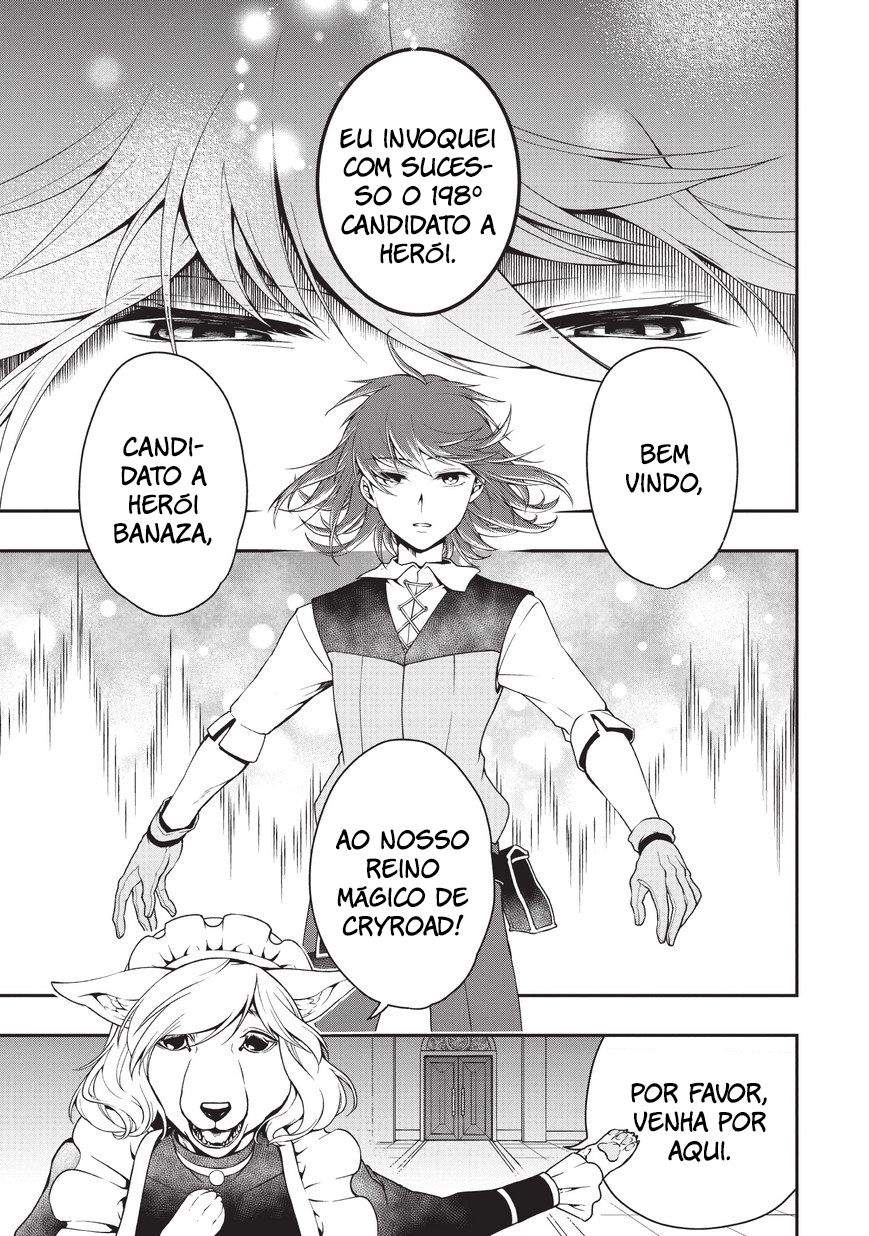 EU INVOQUEI
COM SUCES-
SO O 198º
CANDIDATO A
HERÓI.
BEM
VINDO,
CANDI-
DATO A
HERÓI
BANAZA,
AO NOSSO
REINO
MÁGICO DE
CRYROAD!
POR FAVOR,
VENHA POR
AQUI.